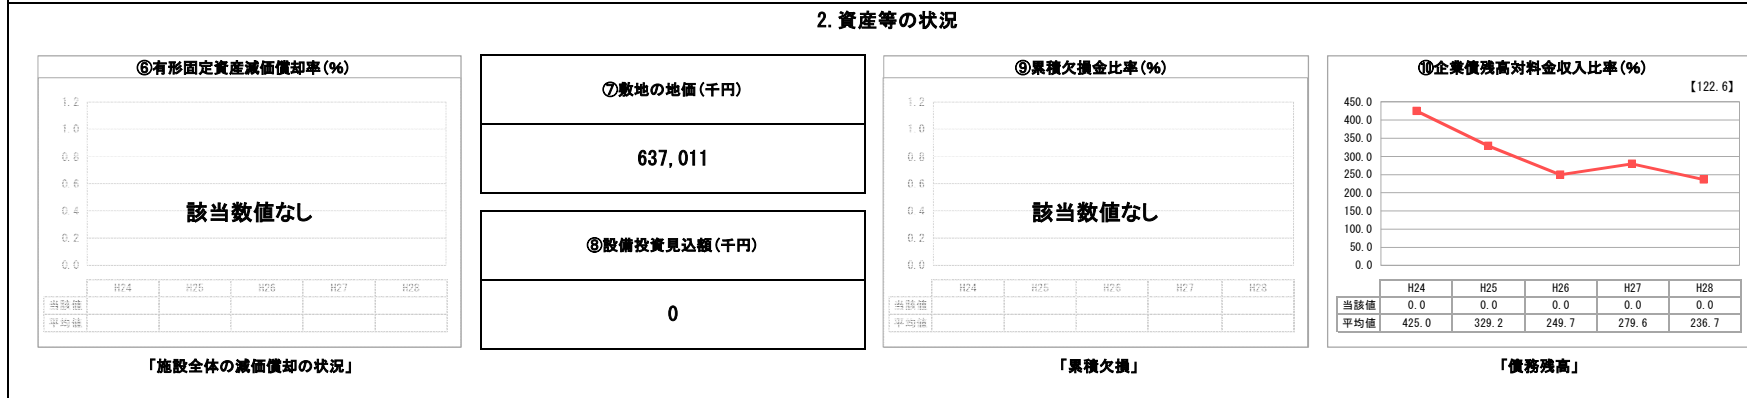 2. 資産等の状況
⑥有形固定資産減価償却率(%)
1.2
1.0
0.8
0.6
0.4
0.2
0.0
該当数値なし
H24 H25 H26 H27 H28
当該値
平均値
「施設全体の減価償却の状況」
⑦敷地の地価(千円)
637,011
⑧設備投資見込額(千円)
0
⑨累積欠損金比率(%)
1.2
1.0
0.8
0.6
0.4
0.2
0.0
該当数値なし
H24 H25 H26 H27 H28
当該値
平均値
「累積欠損」
⑩企業債残高対料金収入比率(%)
【122.6】
450.0
400.0
350.0
300.0
250.0
200.0
150.0
100.0
50.0
0.0
H24 H25 H26 H27 H28
当該値 0.0 0.0 0.0 0.0 0.0
平均値 425.0 329.2 249.7 279.6 236.7
「債務残高」